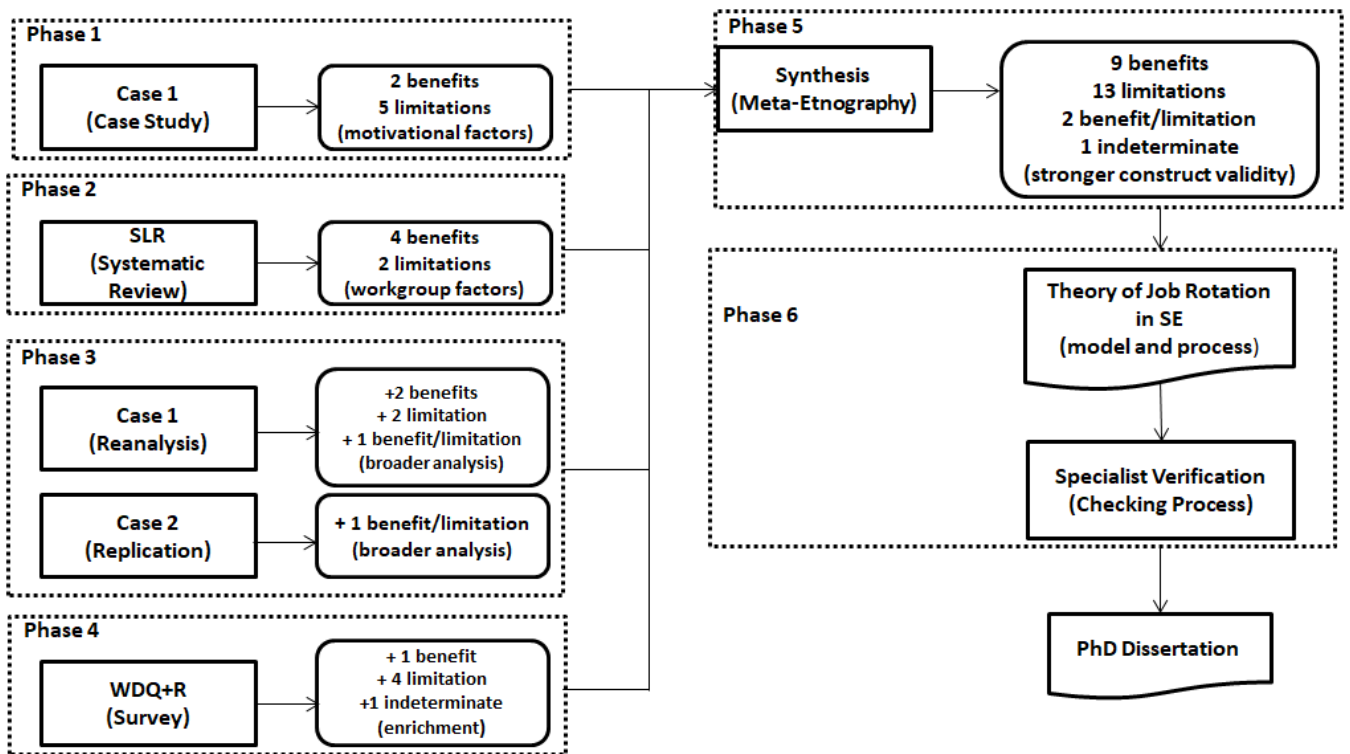 Phase 1
Case 1
(Case Study)
2 benefits
5 limitations
(motivational factors)
Phase 2
SLR
(Systematic
Review)
4 benefits
2 limitations
(workgroup factors)
Phase 3
Case 1
(Reanalysis)
+2 benefits
+ 2 limitation
+ 1 benefit/limitation
(broader analysis)
Case 2
(Replication)
+ 1 benefit/limitation
(broader analysis)
Phase 4
WDQ+R
(Survey)
+ 1 benefit
+ 4 limitation
+1 indeterminate
(enrichment)
Phase 5
Synthesis
(Meta-Etnography)
9 benefits
13 limitations
2 benefit/limitation
1 indeterminate
(stronger construct validity)
Phase 6
Theory of Job Rotation
in SE
(model and process)
Specialist Verification
(Checking Process)
PhD Dissertation